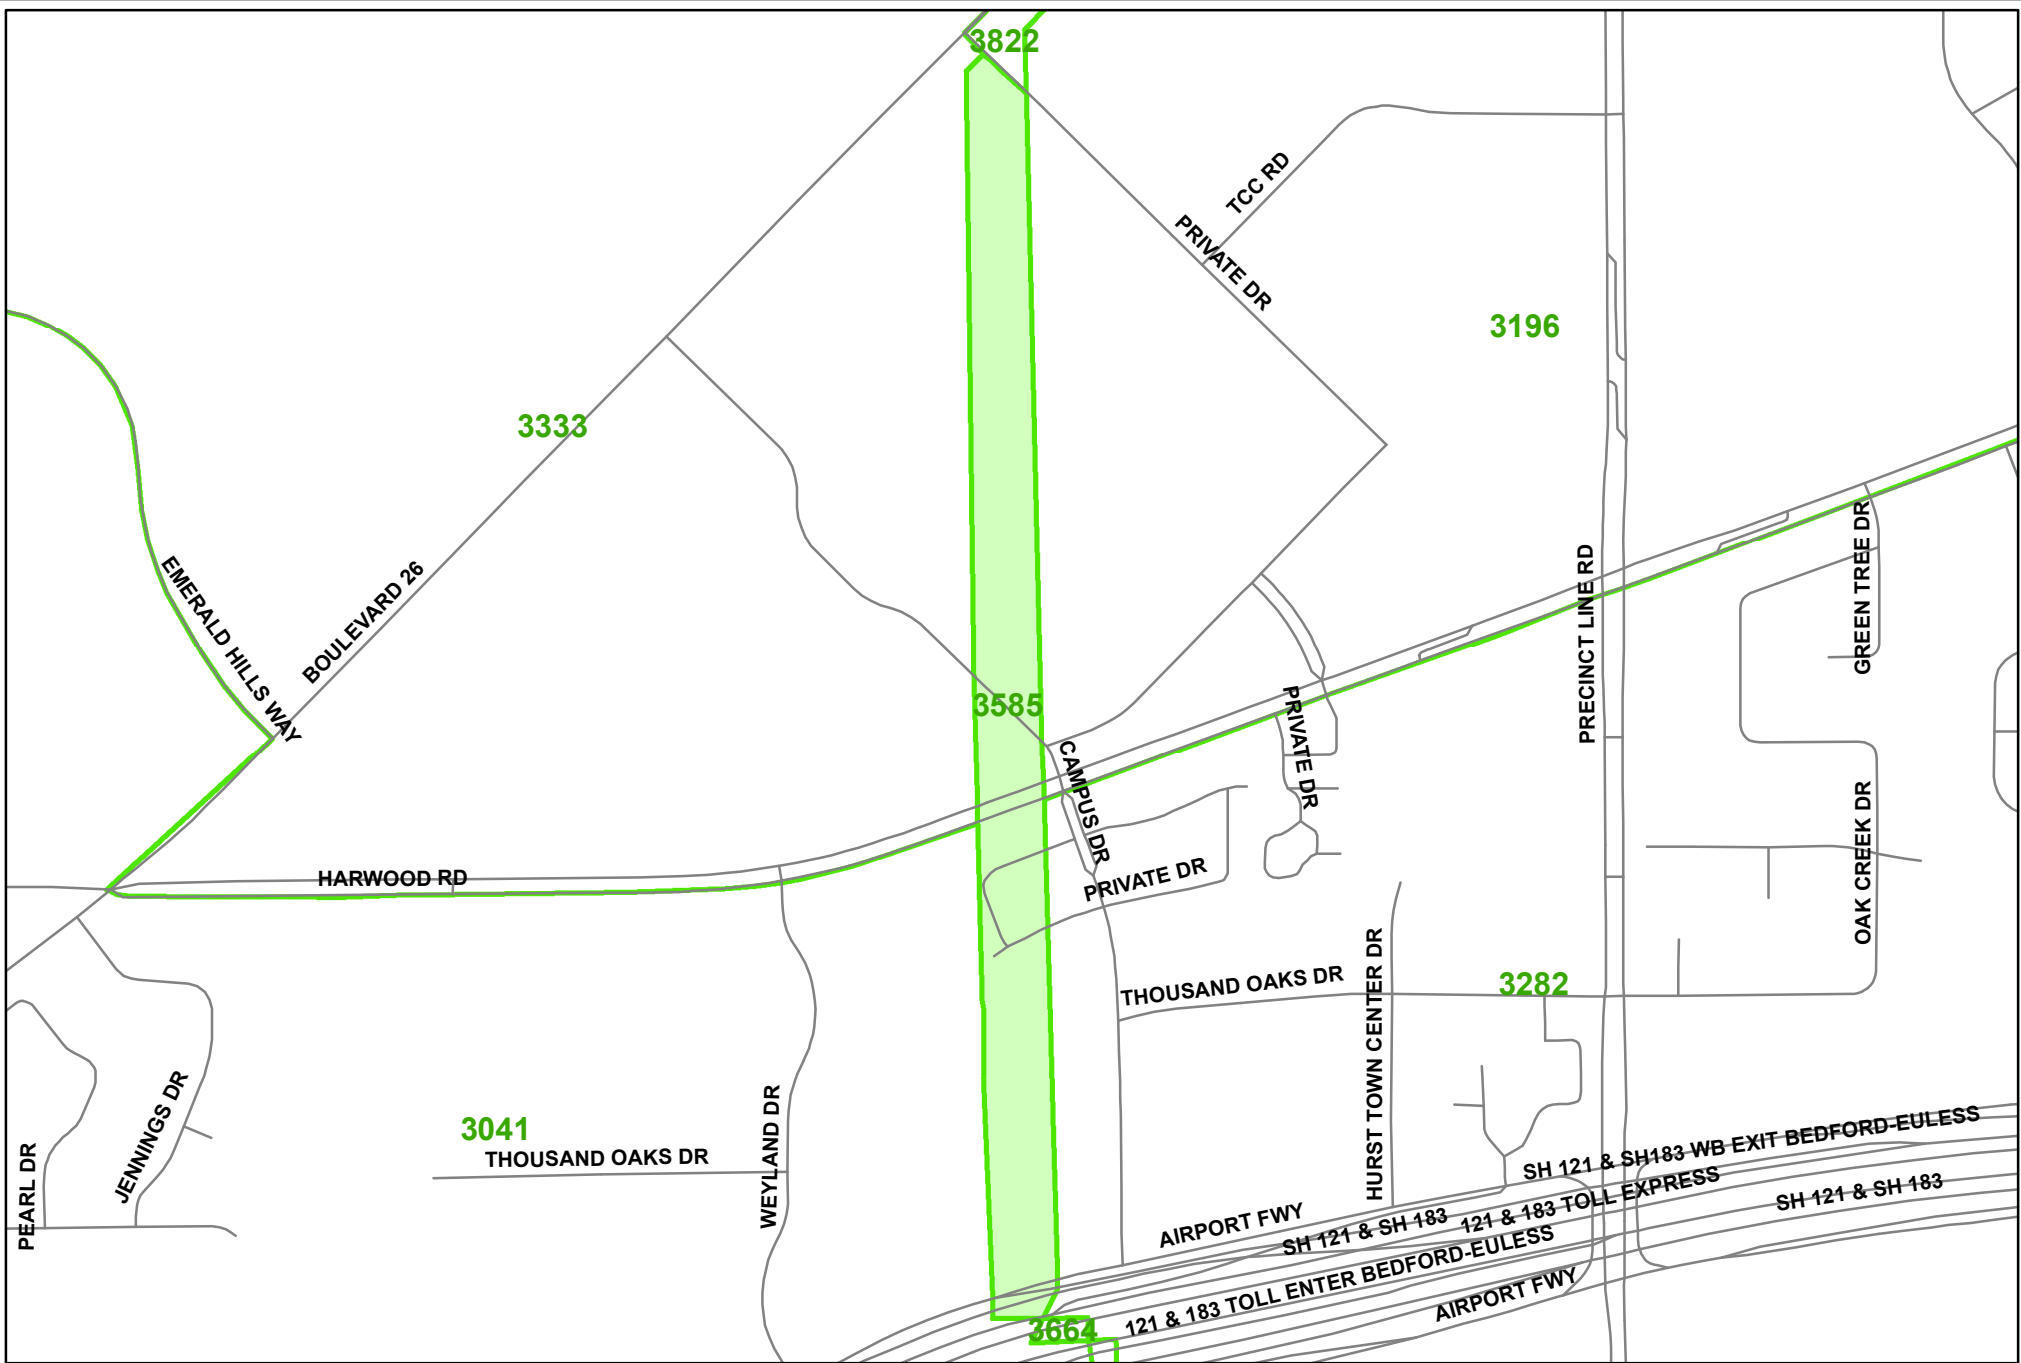 3822
TCC RD
PRIVATE DR
3196
3333
EMERALD HILLS WAY
BOULEVARD 26
PRECINCT LINE RD
GREEN TREE DR
3585
CAMPUS DR
PRIVATE DR
HARWOOD RD
PRIVATE DR
OAK CREEK DR
THOUSAND OAKS DR
HURST TOWN CENTER DR
3282
JENNINGS DR
PEARL DR
3041
THOUSAND OAKS DR
WEYLAND DR
SH 121 & SH183 WB EXIT BEDFORD-EULESS
AIRPORT FWY
SH 121 & SH 183
121 & 183 TOLL EXPRESS
SH 121 & SH 183
121 & 183 TOLL ENTER BEDFORD-EULESS
AIRPORT FWY
3664